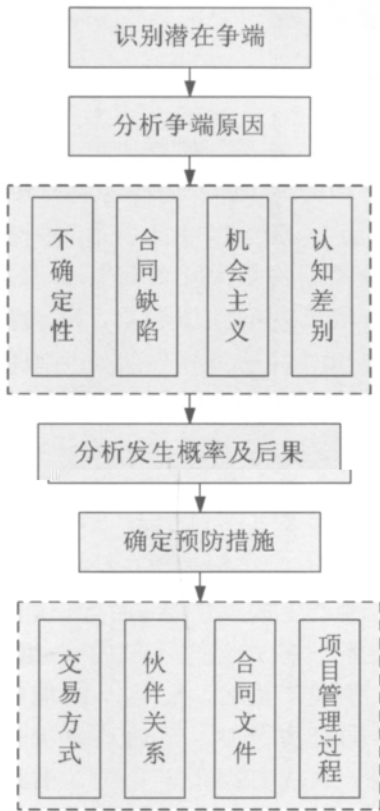 识别潜在争端
分析争端原因
不确定性
合同缺陷
机会主义
认知差别
分析发生概率及后果
确定预防措施
交易方式
伙伴关系
合同文件
项目管理过程